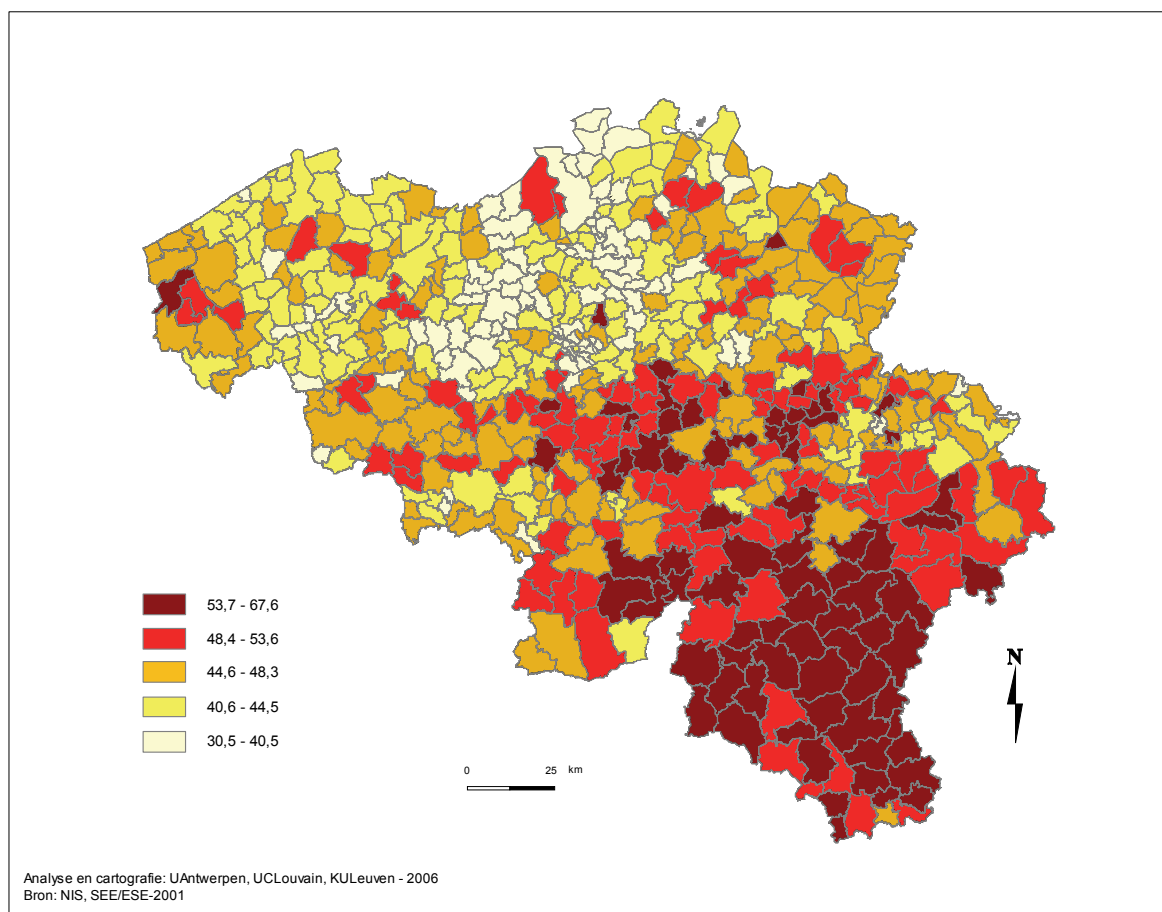 N
53,7 - 67,6
48,4 - 53,6
44,6 - 48,3
40,6 - 44,5
30,5 - 40,5
0 25 km
Analyse en cartografie: UAntwerpen, UCLouvain, KULeuven - 2006
Bron: NIS, SEE/ESE-2001